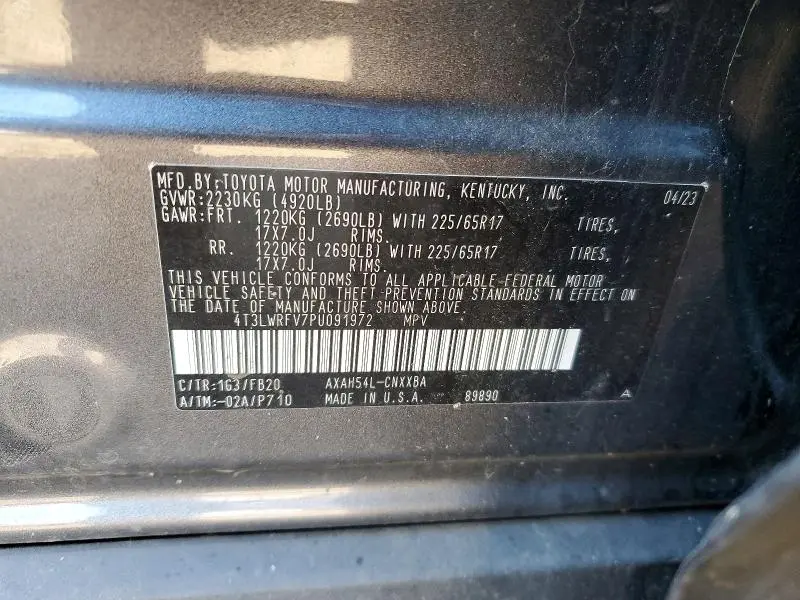 MFD.BY:TOYOTA MOTOR MANUFACTURING, KENTUCKY, INC. 04/23
GVWR:2230KG (4920LB)
GAWR:FRT. 1220KG (2690LB) WITH 225/65R17 TIRES,
17X7.0J RIMS.
RR. 1220KG (2690LB) WITH 225/65R17 TIRES,
17X7.0J RIMS.
THIS VEHICLE CONFORMS TO ALL APPLICABLE FEDERAL MOTOR
VEHICLE SAFETY AND THEFT PREVENTION STANDARDS IN EFFECT ON
THE DATE OF MANUFACTURE SHOWN ABOVE.
4T3LWRFV7PU091972 MPV
C/TR:1G3/FB20 AXAH54L-CNXXBA
A/TM:-02A/P710 MADE IN U.S.A. 89890 A